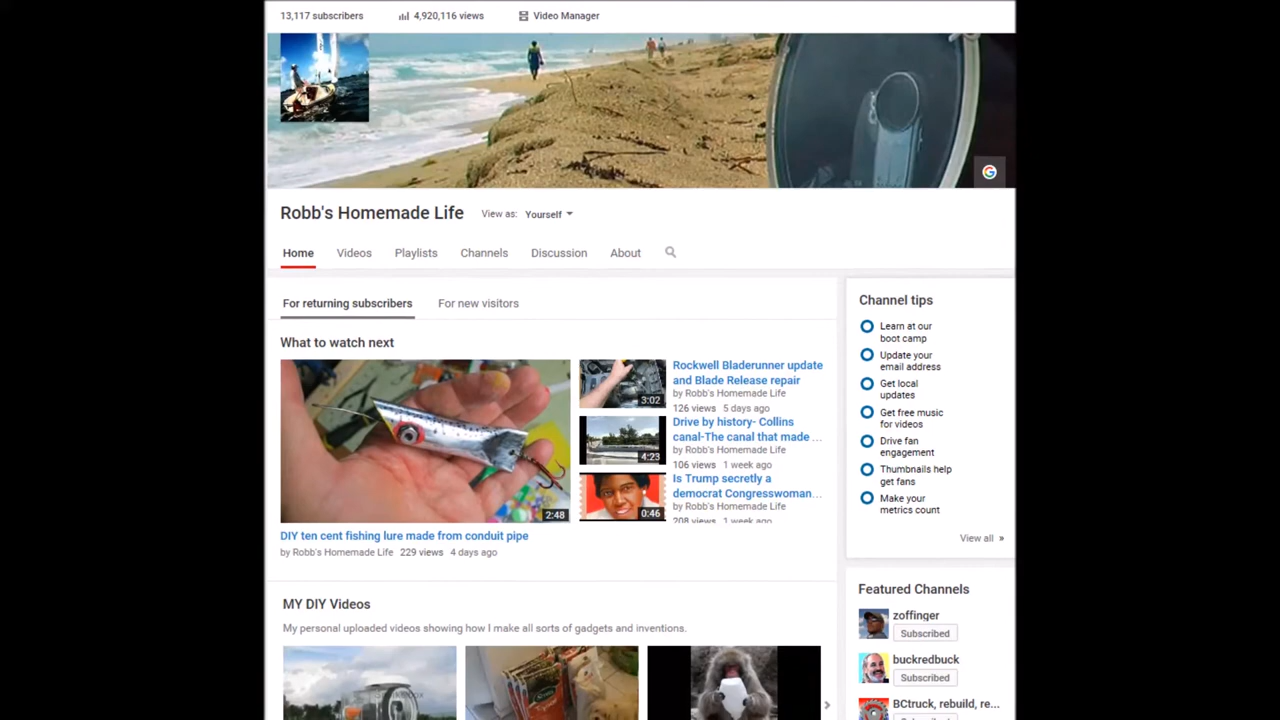 13,117 subscribers
4,920,116 views
Video Manager
Robb's Homemade Life
View as: Yourself
Home
Videos
Playlists
Channels
Discussion
About
For returning subscribers
For new visitors
What to watch next
2:48
DIY ten cent fishing lure made from conduit pipe
by Robb's Homemade Life 229 views 4 days ago
3:02
Rockwell Bladerunner update
and Blade Release repair
by Robb's Homemade Life
126 views 5 days ago
4:23
Drive by history- Collins
canal-The canal that made ...
by Robb's Homemade Life
106 views 1 week ago
0:46
Is Trump secretly a
democrat Congresswoman...
by Robb's Homemade Life
208 views 1 week ago
MY DIY Videos
My personal uploaded videos showing how I make all sorts of gadgets and inventions.
Channel tips
Learn at our
boot camp
Update your
email address
Get local
updates
Get free music
for videos
Drive fan
engagement
Thumbnails help
get fans
Make your
metrics count
View all »
Featured Channels
zoffinger
Subscribed
buckredbuck
Subscribed
BCtruck, rebuild, re...